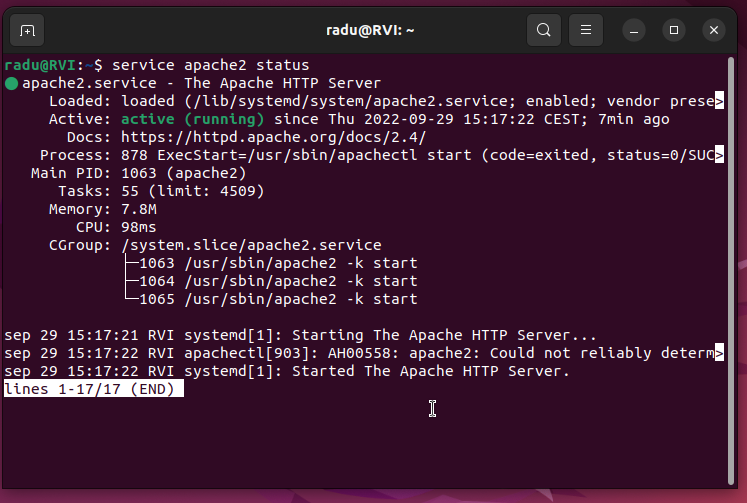 radu@RVI: ~
radu@RVI:~$ service apache2 status
● apache2.service - The Apache HTTP Server
     Loaded: loaded (/lib/systemd/system/apache2.service; enabled; vendor prese>
     Active: active (running) since Thu 2022-09-29 15:17:22 CEST; 7min ago
       Docs: https://httpd.apache.org/docs/2.4/
    Process: 878 ExecStart=/usr/sbin/apachectl start (code=exited, status=0/SUC>
   Main PID: 1063 (apache2)
      Tasks: 55 (limit: 4509)
     Memory: 7.8M
        CPU: 98ms
     CGroup: /system.slice/apache2.service
             ├─1063 /usr/sbin/apache2 -k start
             ├─1064 /usr/sbin/apache2 -k start
             └─1065 /usr/sbin/apache2 -k start
sep 29 15:17:21 RVI systemd[1]: Starting The Apache HTTP Server...
sep 29 15:17:22 RVI apachectl[903]: AH00558: apache2: Could not reliably determ>
sep 29 15:17:22 RVI systemd[1]: Started The Apache HTTP Server.
lines 1-17/17 (END)